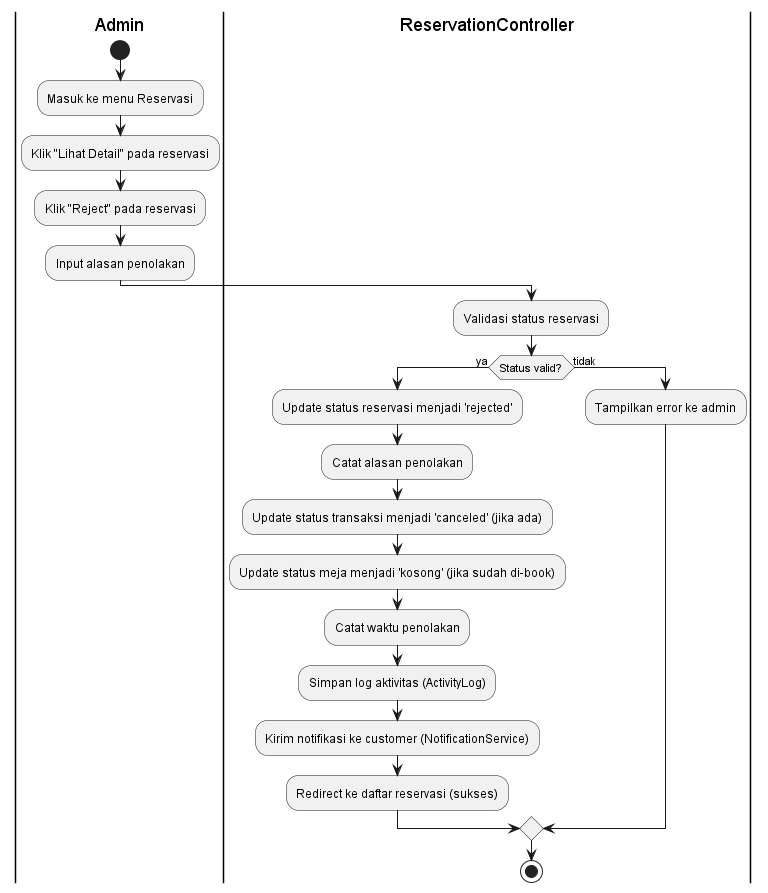 Admin
ReservationController
Masuk ke menu Reservasi
Klik "Lihat Detail" pada reservasi
Klik "Reject" pada reservasi
Input alasan penolakan
Validasi status reservasi
ya
Status valid?
tidak
Update status reservasi menjadi 'rejected'
Tampilkan error ke admin
Catat alasan penolakan
Update status transaksi menjadi 'canceled' (jika ada)
Update status meja menjadi 'kosong' (jika sudah di-book)
Catat waktu penolakan
Simpan log aktivitas (ActivityLog)
Kirim notifikasi ke customer (NotificationService)
Redirect ke daftar reservasi (sukses)